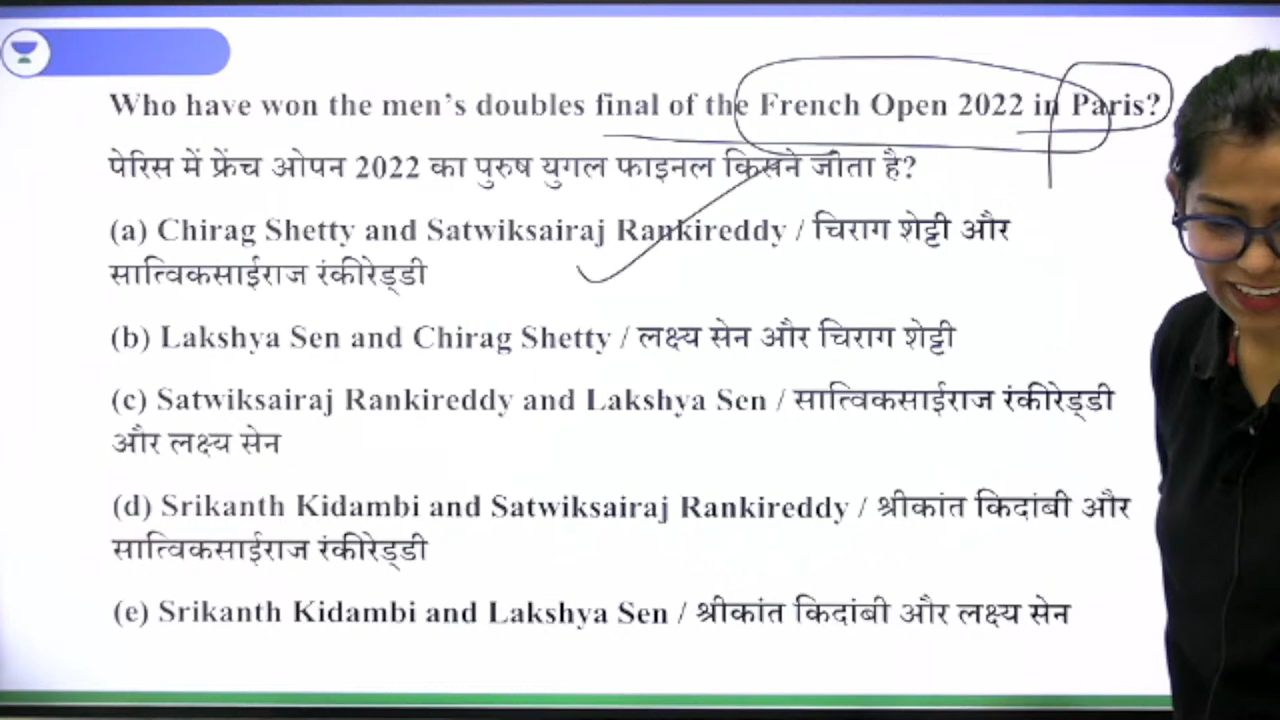 Who have won the men's doubles final of the French Open 2022 in Paris?
पेरिस में फ्रेंच ओपन 2022 का पुरुष युगल फाइनल किसने जीता है?
(a) Chirag Shetty and Satwiksairaj Rankireddy / चिराग शेट्टी और
सात्विकसाईराज रंकीरेड्डी
(b) Lakshya Sen and Chirag Shetty / लक्ष्य सेन और चिराग शेट्टी
(c) Satwiksairaj Rankireddy and Lakshya Sen / सात्विकसाईराज रंकीरेड्डी
और लक्ष्य सेन
(d) Srikanth Kidambi and Satwiksairaj Rankireddy / श्रीकांत किदांबी और
सात्विकसाईराज रंकीरेड्डी
(e) Srikanth Kidambi and Lakshya Sen / श्रीकांत किदांबी और लक्ष्य सेन